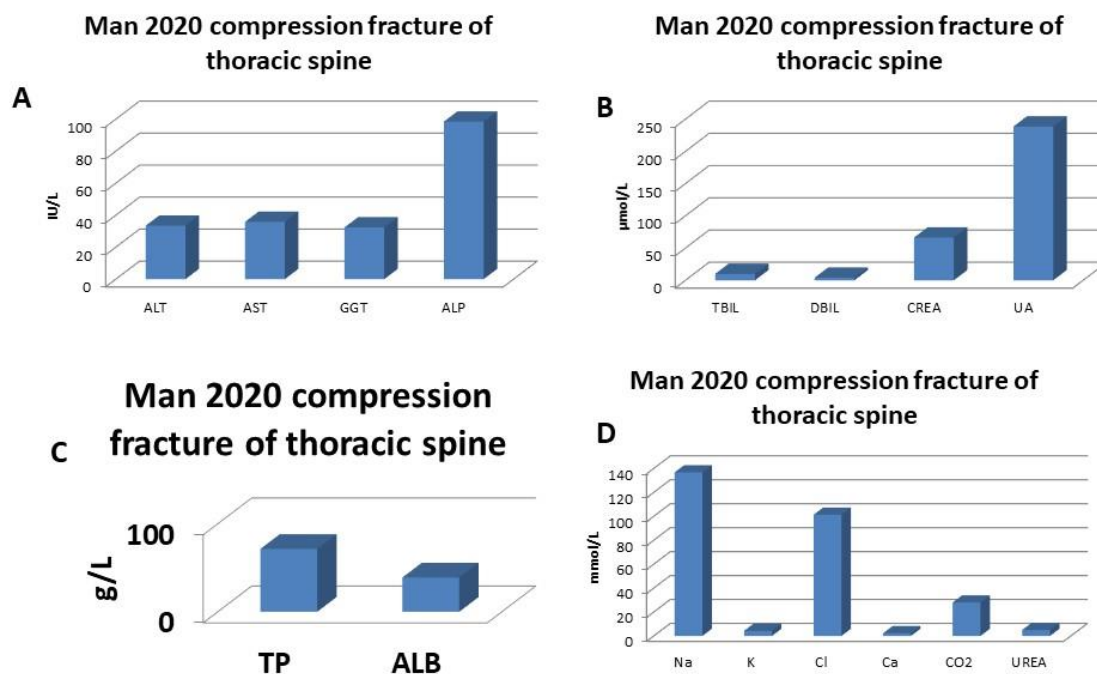 Man 2020 compression fracture of
thoracic spine
A
100
80
60
40
20
0
IU/L
ALT AST GGT ALP
Man 2020 compression fracture of
thoracic spine
B
250
200
150
100
50
0
µmol/L
TBIL DBIL CREA UA
Man 2020 compression
fracture of thoracic spine
C
100
0
g/L
TP ALB
Man 2020 compression fracture of
thoracic spine
D
140
120
100
80
60
40
20
0
mmol/L
Na K Cl Ca CO2 UREA